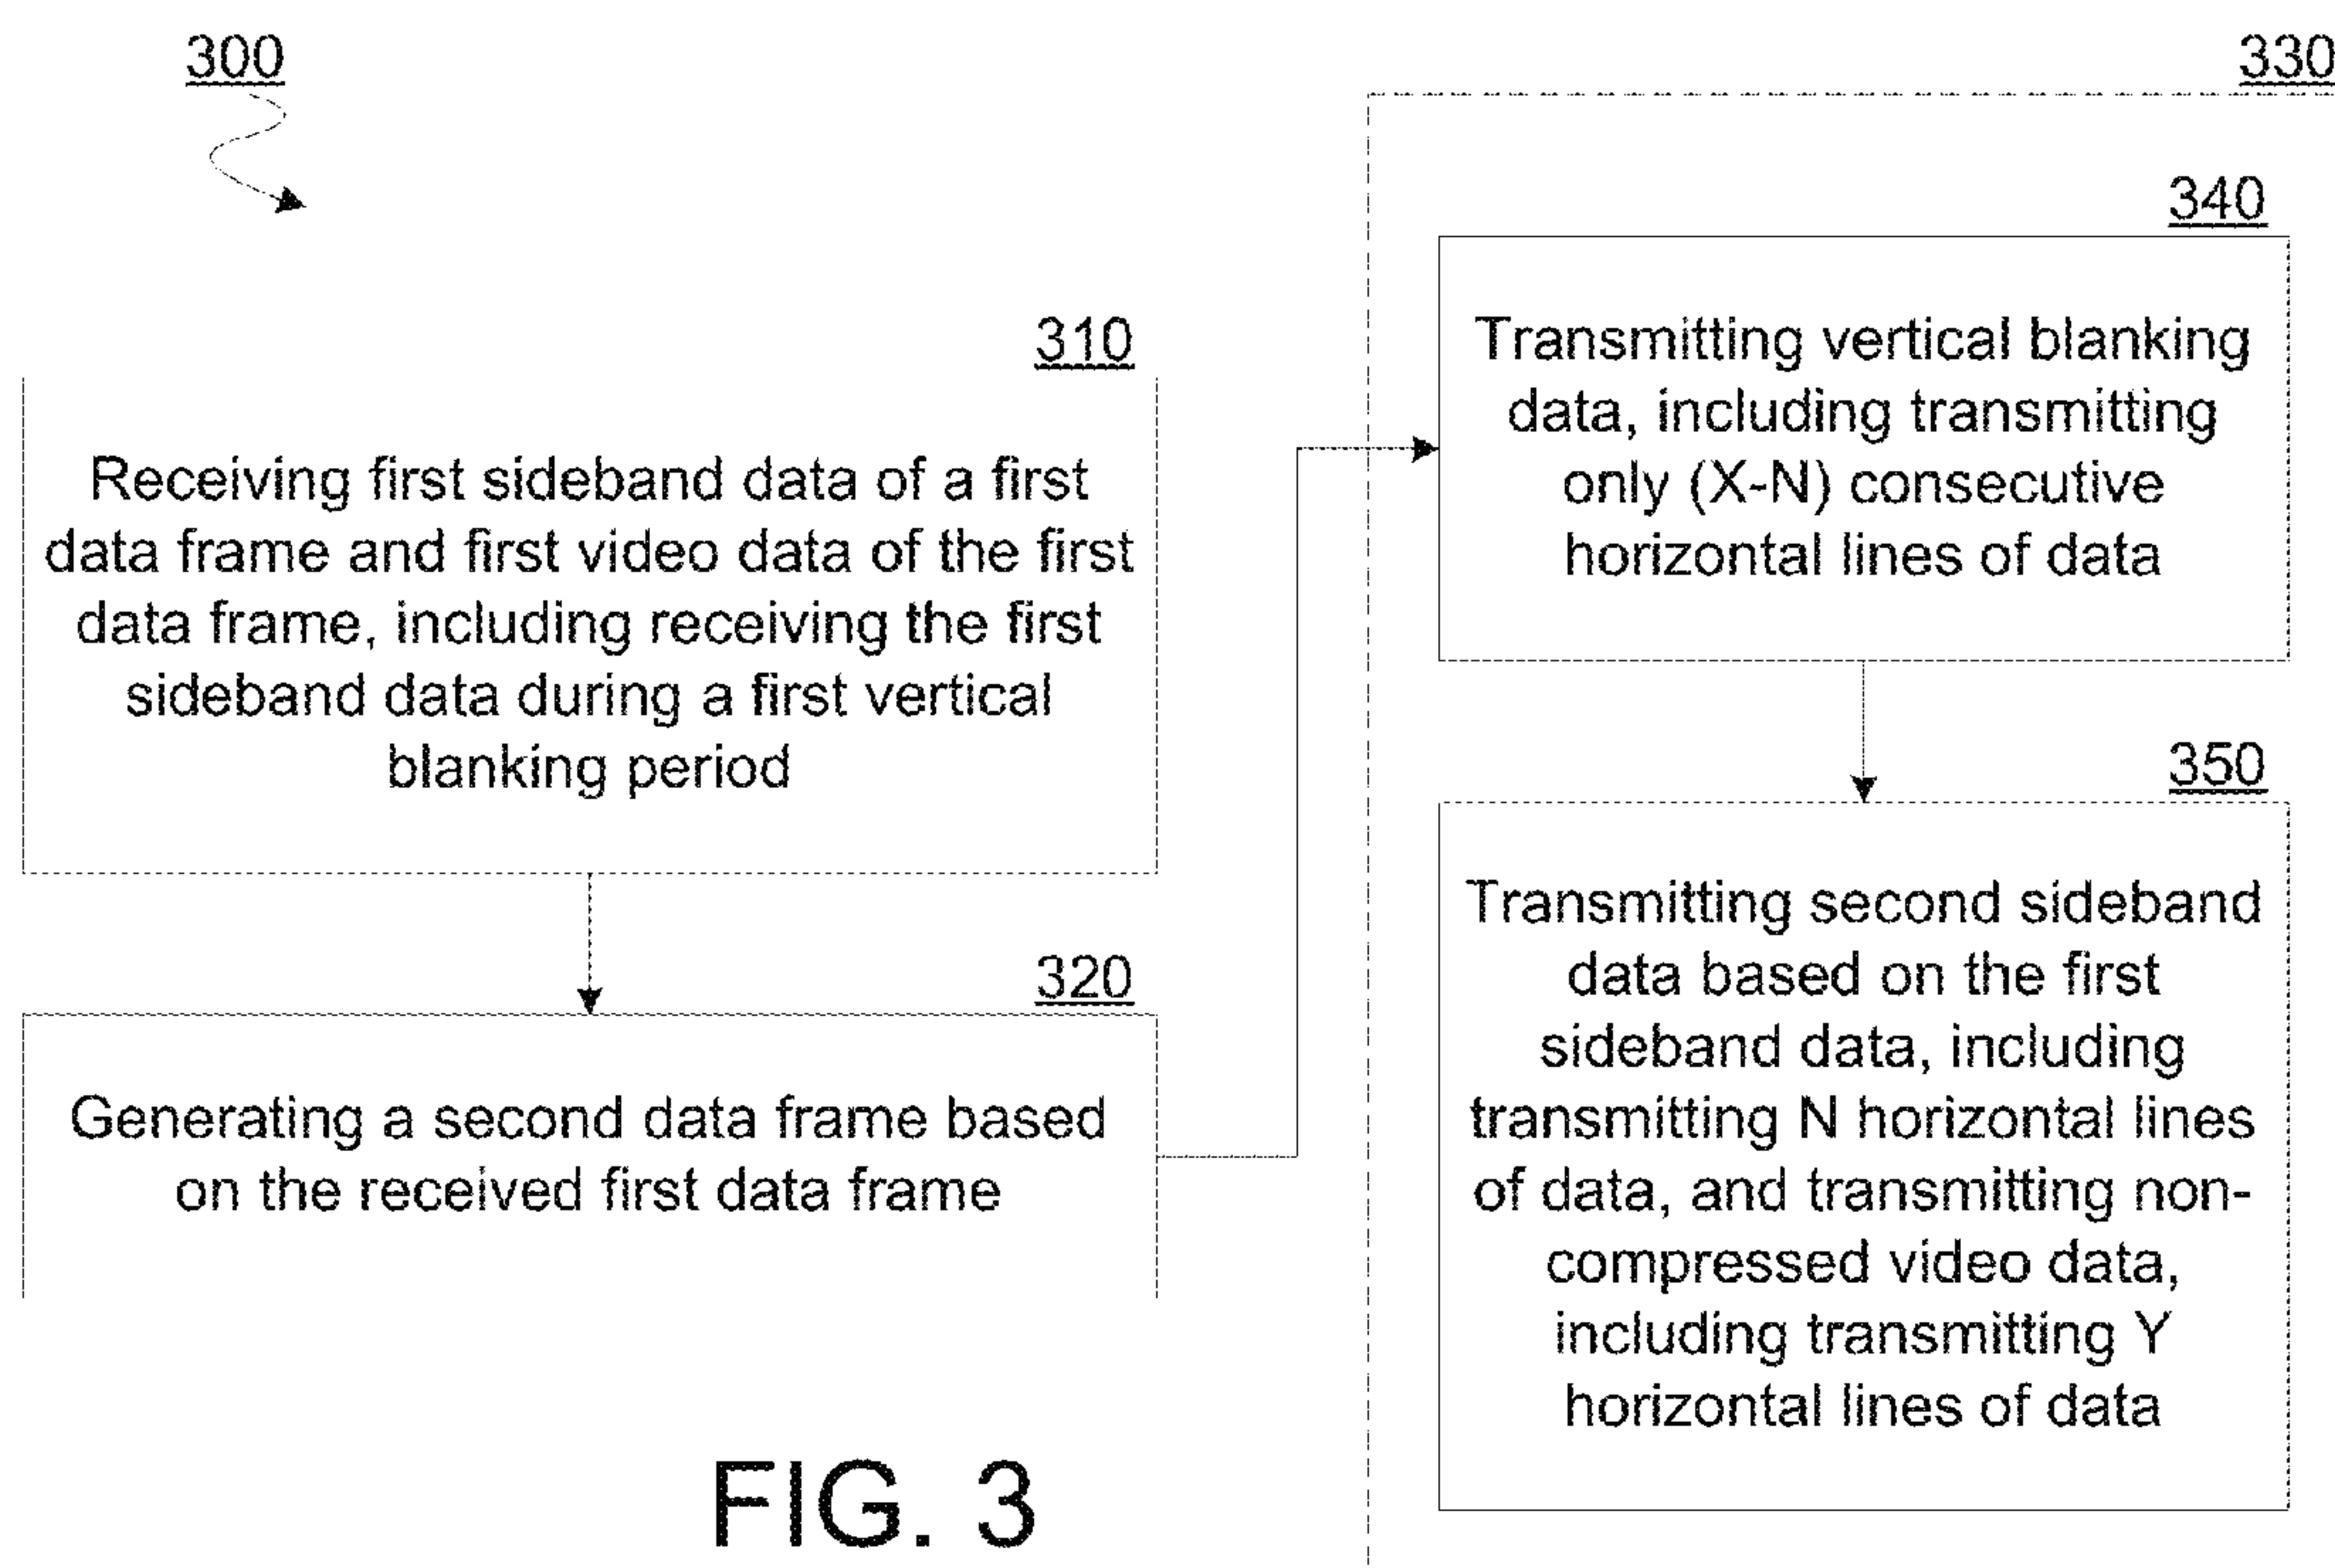 300
310
Receiving first sideband data of a first
data frame and first video data of the first
data frame, including receiving the first
sideband data during a first vertical
blanking period
320
Generating a second data frame based
on the received first data frame
330
340
Transmitting vertical blanking
data, including transmitting
only (X-N) consecutive
horizontal lines of data
350
Transmitting second sideband
data based on the first
sideband data, including
transmitting N horizontal lines
of data, and transmitting non-
compressed video data,
including transmitting Y
horizontal lines of data
FIG. 3